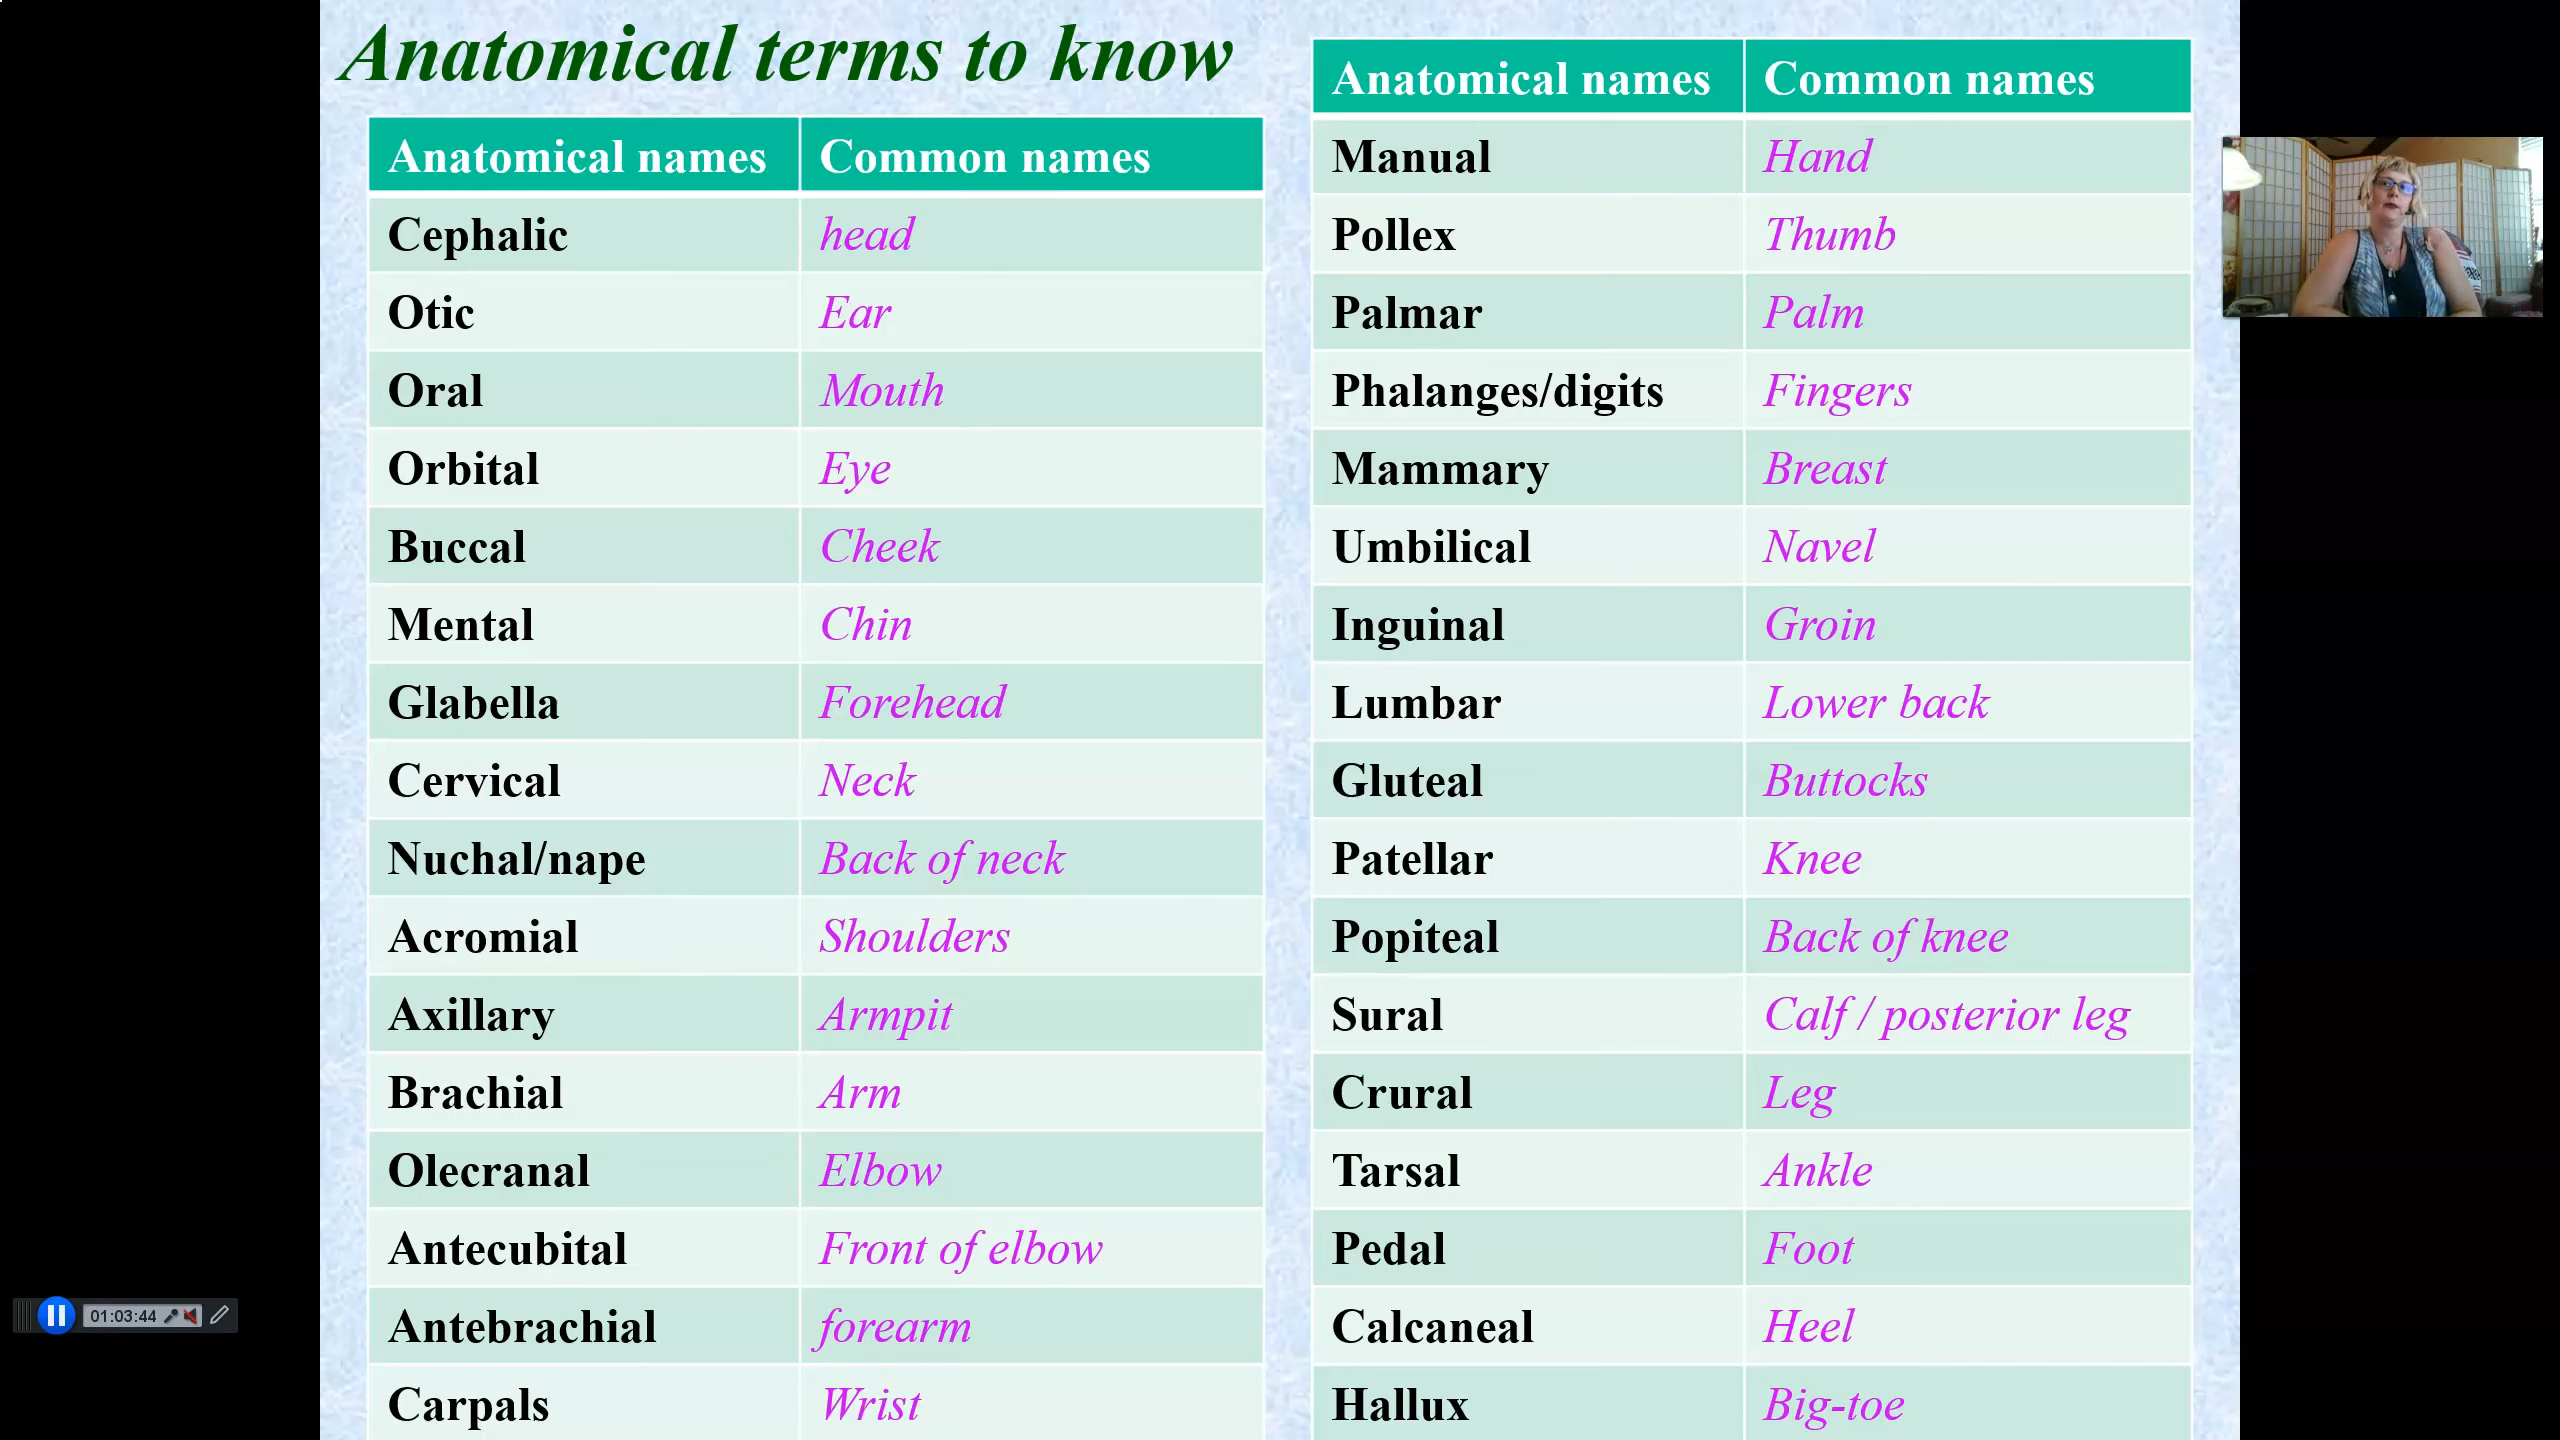 Anatomical terms to know
Anatomical names Common names
Cephalic head
Otic Ear
Oral Mouth
Orbital Eye
Buccal Cheek
Mental Chin
Glabella Forehead
Cervical Neck
Nuchal/nape Back of neck
Acromial Shoulders
Axillary Armpit
Brachial Arm
Olecranal Elbow
Antecubital Front of elbow
Antebrachial forearm
Carpals Wrist
Anatomical names Common names
Manual Hand
Pollex Thumb
Palmar Palm
Phalanges/digits Fingers
Mammary Breast
Umbilical Navel
Inguinal Groin
Lumbar Lower back
Gluteal Buttocks
Patellar Knee
Popiteal Back of knee
Sural Calf / posterior leg
Crural Leg
Tarsal Ankle
Pedal Foot
Calcaneal Heel
Hallux Big-toe
01:03:44